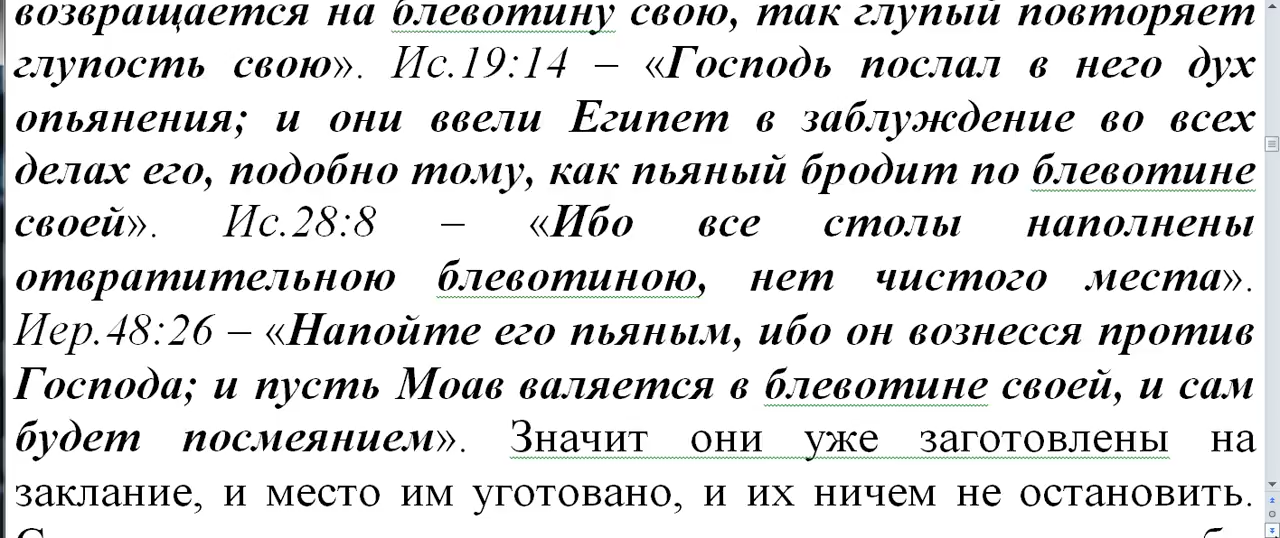 возвращается на блевотину свою, так глупый повторяет
глупость свою». Ис.19:14 – «Господь послал в него дух
опьянения; и они ввели Египет в заблуждение во всех
делах его, подобно тому, как пьяный бродит по блевотине
своей». Ис.28:8 – «Ибо все столы наполнены
отвратительною блевотиною, нет чистого места».
Иер.48:26 – «Напойте его пьяным, ибо он вознесся против
Господа; и пусть Моав валяется в блевотине своей, и сам
будет посмеянием». Значит они уже заготовлены на
заклание, и место им уготовано, и их ничем не остановить.